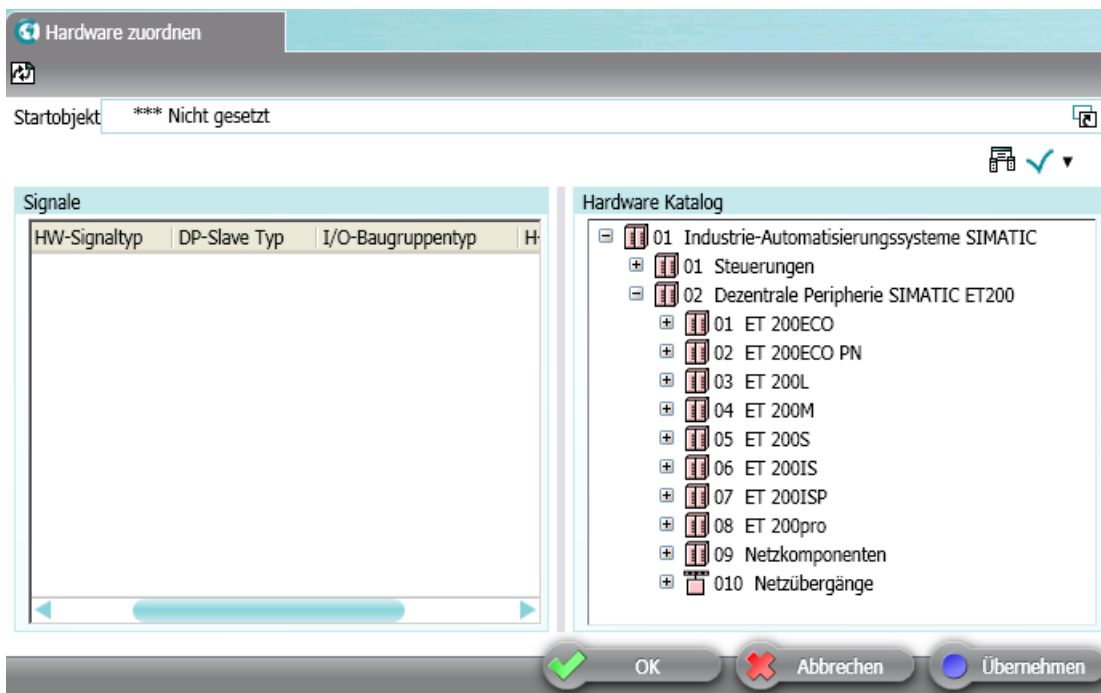 Hardware zuordnen
Startobjekt *** Nicht gesetzt
Signale
HW-Signaltyp DP-Slave Typ I/O-Baugruppentyp H-
Hardware Katalog
01 Industrie-Automatisierungssysteme SIMATIC
01 Steuerungen
02 Dezentrale Peripherie SIMATIC ET200
01 ET 200ECO
02 ET 200ECO PN
03 ET 200L
04 ET 200M
05 ET 200S
06 ET 200IS
07 ET 200ISP
08 ET 200pro
09 Netzkomponenten
010 Netzübergänge
OK Abbrechen Übernehmen